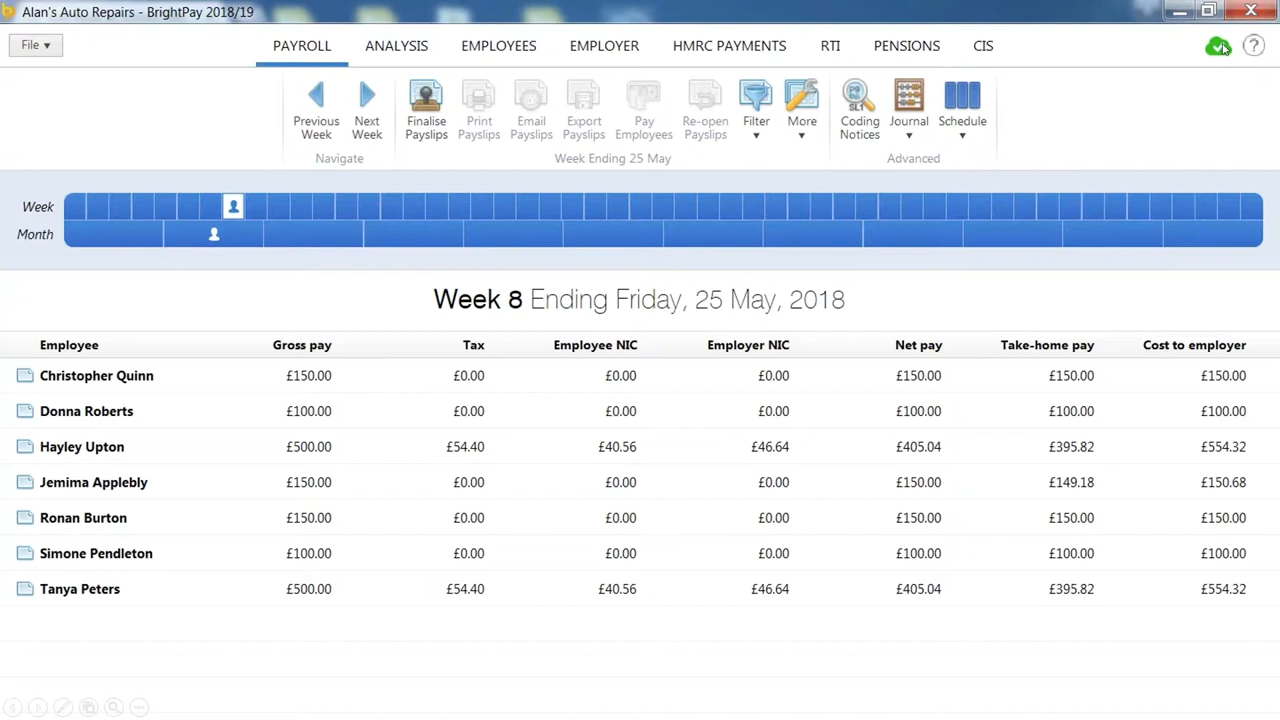 Alan's Auto Repairs - BrightPay 2018/19
File
PAYROLL ANALYSIS EMPLOYEES EMPLOYER HMRC PAYMENTS RTI PENSIONS CIS
Previous Week
Next Week
Navigate
Finalise Payslips
Print Payslips
Email Payslips
Export Payslips
Pay Employees
Re-open Payslips
Filter
More
Week Ending 25 May
Coding Notices
Journal
Schedule
Advanced
Week
Month
Week 8 Ending Friday, 25 May, 2018
Employee Gross pay Tax Employee NIC Employer NIC Net pay Take-home pay Cost to employer
Christopher Quinn £150.00 £0.00 £0.00 £0.00 £150.00 £150.00 £150.00
Donna Roberts £100.00 £0.00 £0.00 £0.00 £100.00 £100.00 £100.00
Hayley Upton £500.00 £54.40 £40.56 £46.64 £405.04 £395.82 £554.32
Jemima Applebly £150.00 £0.00 £0.00 £0.00 £150.00 £149.18 £150.68
Ronan Burton £150.00 £0.00 £0.00 £0.00 £150.00 £150.00 £150.00
Simone Pendleton £100.00 £0.00 £0.00 £0.00 £100.00 £100.00 £100.00
Tanya Peters £500.00 £54.40 £40.56 £46.64 £405.04 £395.82 £554.32